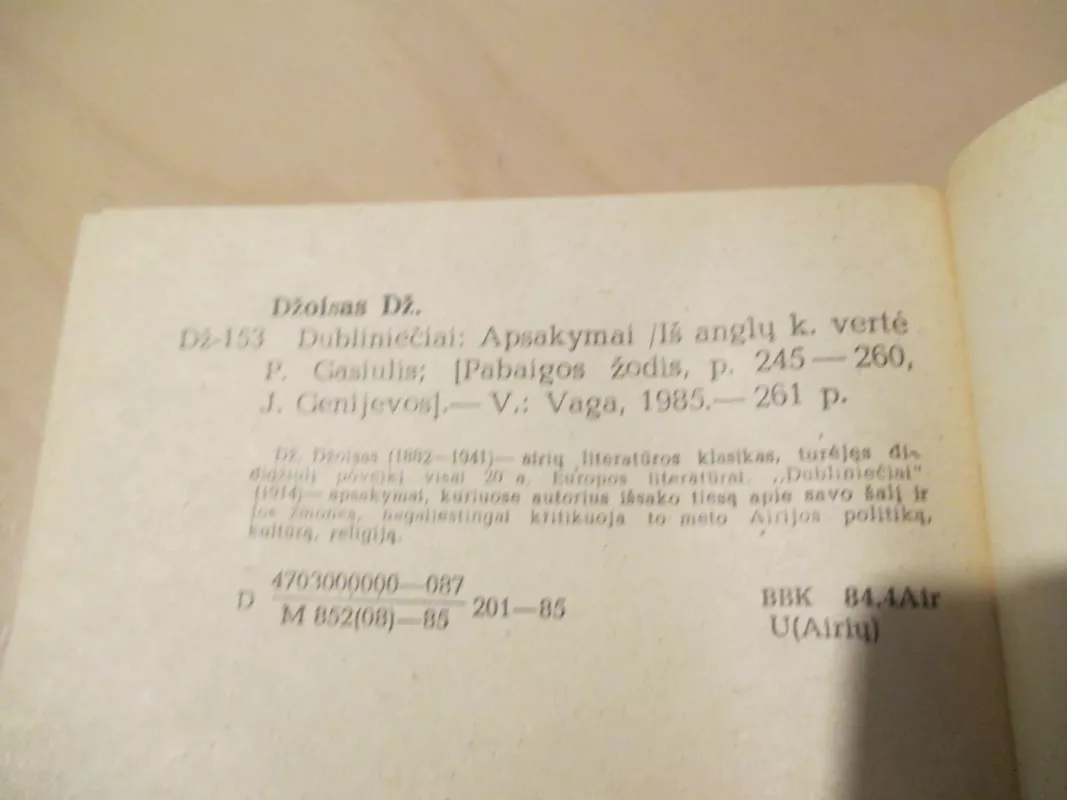 Džoisas Dž.
Dž-153 Dubliniečiai: Apsakymai /Iš anglų k. vertė
P. Gasiulis; [Pabaigos žodis, p. 245—260,
J. Genijevos].— V.: Vaga, 1985.— 261 p.
Dž. Džoisas (1882—1941)— airių literatūros klasikas, turėjęs di-
džiulį poveikį visai 20 a. Europos literatūrai. „Dubliniečiai“
(1914)— apsakymai, kuriuose autorius išsako tiesą apie savo šalį ir
jos žmones, negailestingai kritikuoja to meto Airijos politiką,
kultūrą, religiją.
D 4703000000—087
M 852(08)—85 201—85
BBK 84.4Air
U(Airių)